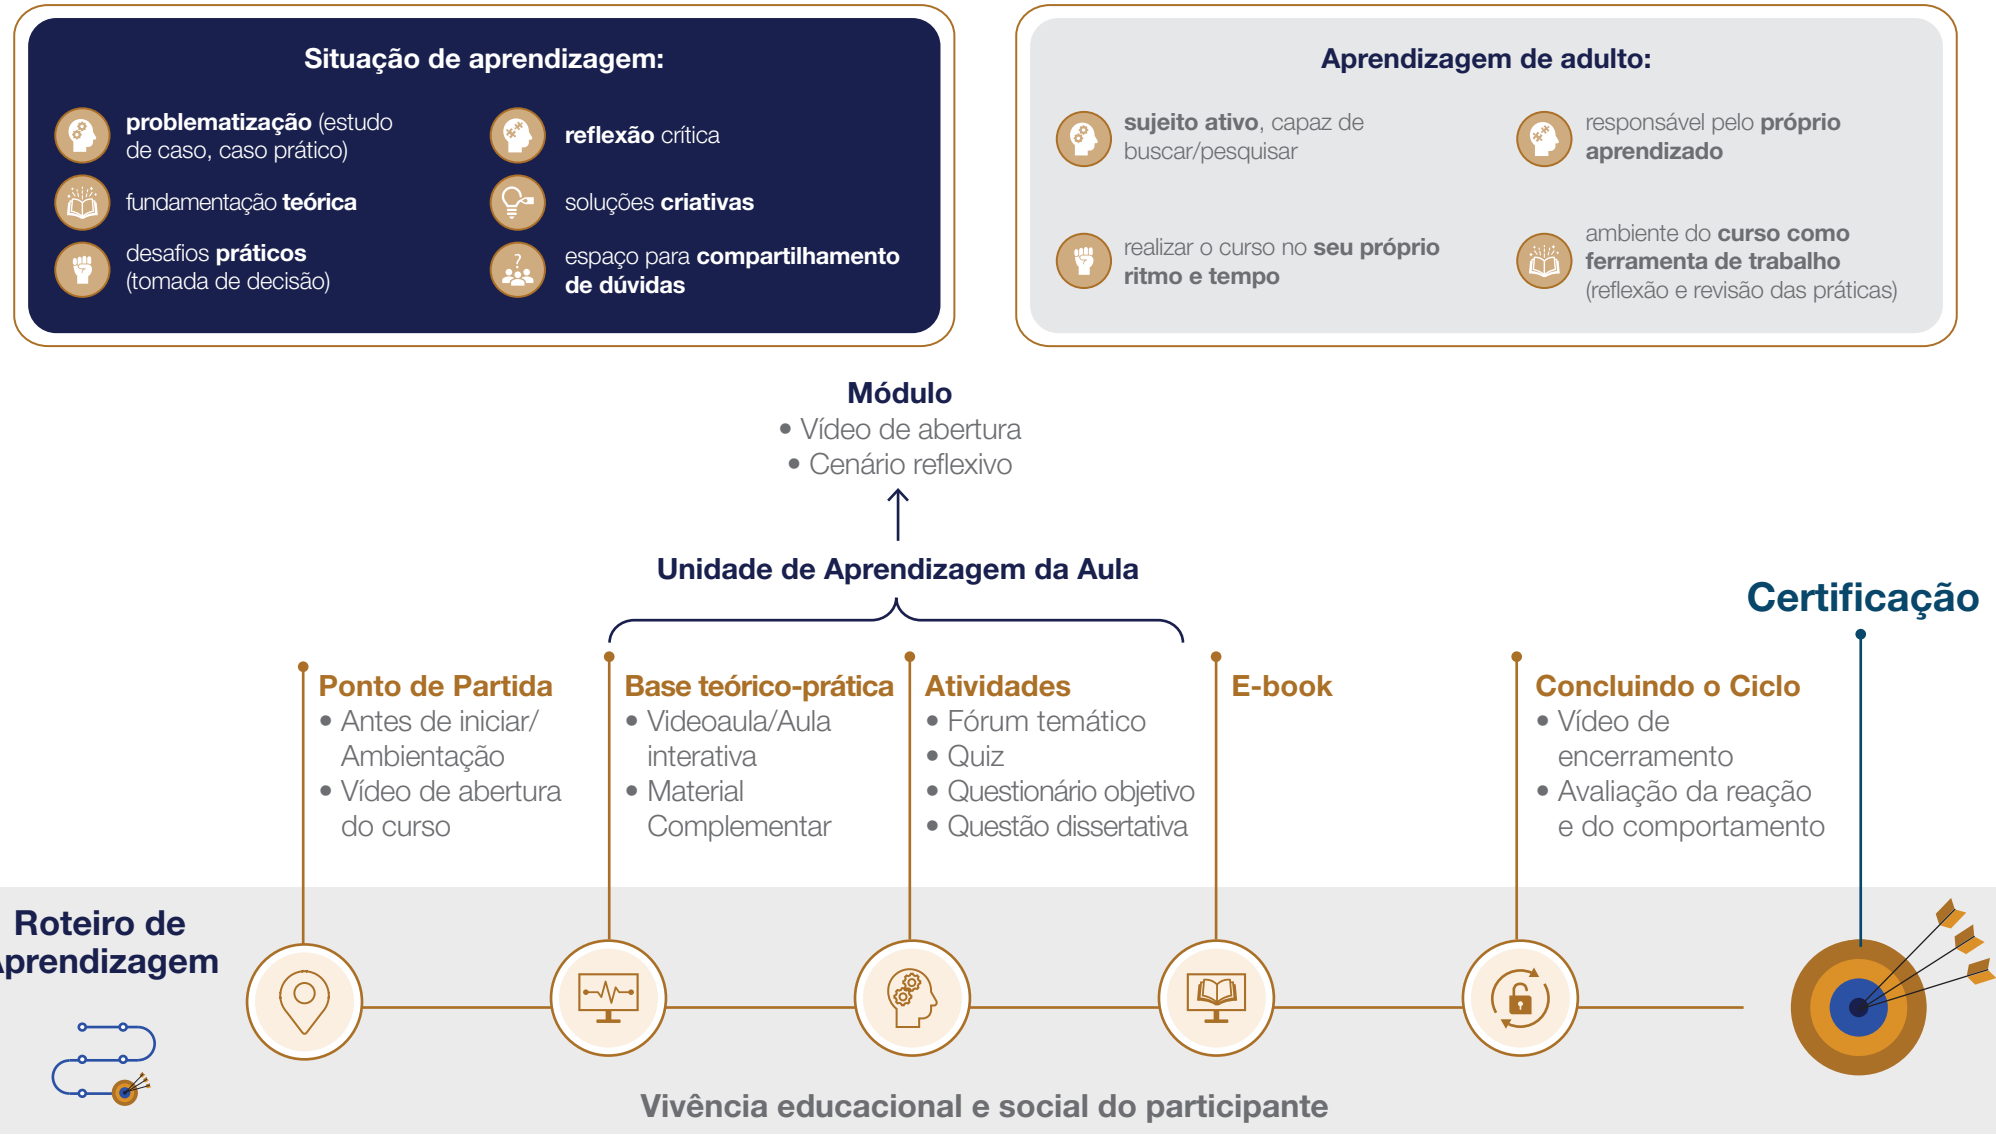 Situação de aprendizagem:
problematização (estudo
de caso, caso prático)
fundamentação teórica
desafios práticos
(tomada de decisão)
reflexão crítica
soluções criativas
espaço para compartilhamento
de dúvidas
Aprendizagem de adulto:
sujeito ativo, capaz de
buscar/pesquisar
realizar o curso no seu próprio
ritmo e tempo
responsável pelo próprio
aprendizado
ambiente do curso como
ferramenta de trabalho
(reflexão e revisão das práticas)
Módulo
• Vídeo de abertura
• Cenário reflexivo
Unidade de Aprendizagem da Aula
Ponto de Partida
• Antes de iniciar/
Ambientação
• Vídeo de abertura
do curso
Base teórico-prática
• Videoaula/Aula
interativa
• Material
Complementar
Atividades
• Fórum temático
• Quiz
• Questionário objetivo
• Questão dissertativa
E-book
Concluindo o Ciclo
• Vídeo de
encerramento
• Avaliação da reação
e do comportamento
Certificação
Roteiro de
Aprendizagem
Vivência educacional e social do participante